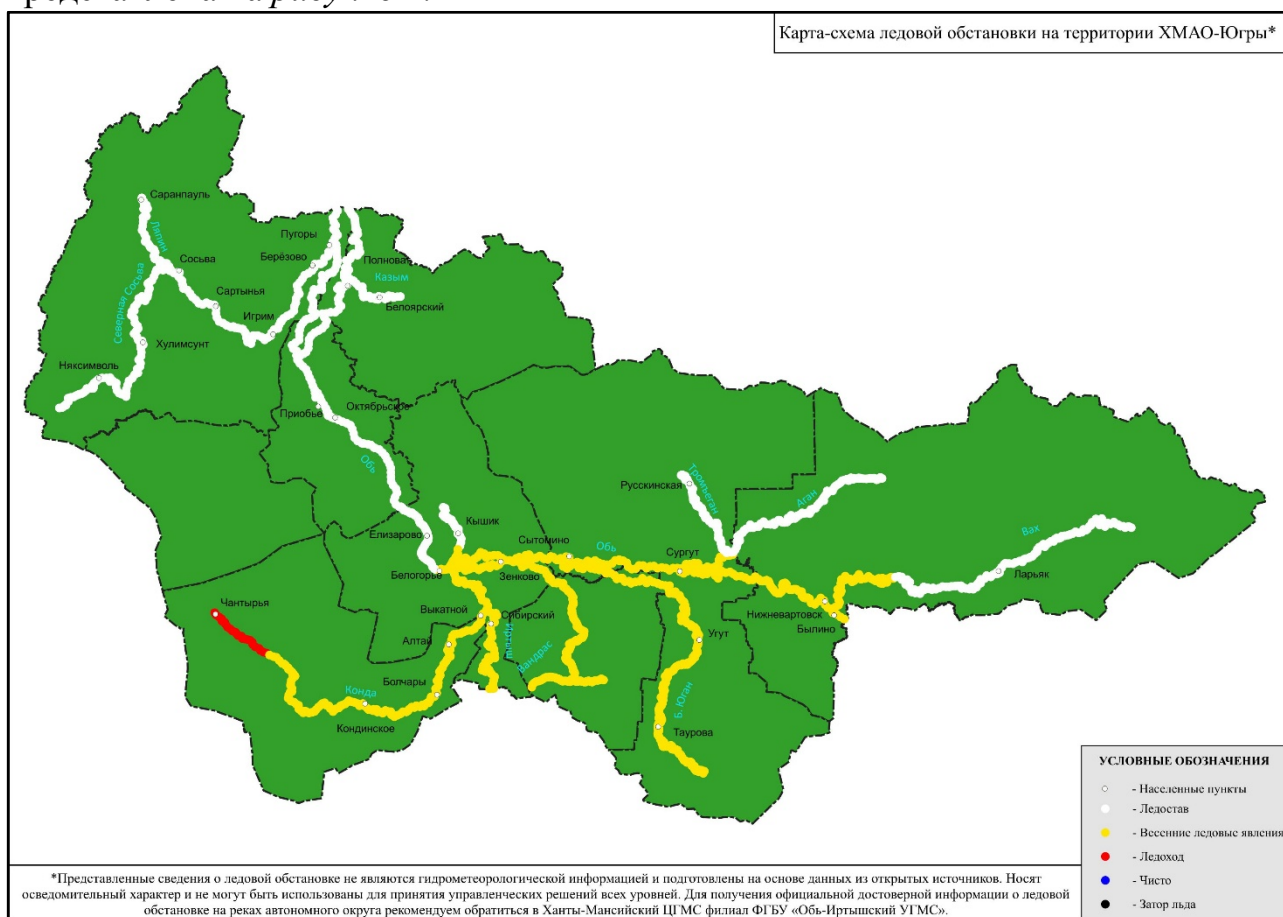 Карта-схема ледовой обстановки на территории ХМАО-Югры*
Саранпауль
Ляпин
Пугоры
Берёзово
Полноват
Сосьва
Казым
Северная Сосьва
Сартынья
Белоярский
Игрим
Хулимсунт
Няксимволь
Приобье
Октябрьское
Обь
Русскинская
Тромъеган
Аган
Вах
Кышик
Елизарово
Сытомино
Обь
Сургут
Белогорье
Зенково
Ларьяк
Чантырья
Выкатной
Сибирский
Нижневартовск
Былино
Алтай
Иртыш
Угут
Вандрас
Болчары
Конда
Б. Юган
Кондинское
Таурова
УСЛОВНЫЕ ОБОЗНАЧЕНИЯ
- Населенные пункты
- Ледостав
- Весенние ледовые явления
- Ледоход
- Чисто
- Затор льда
*Представленные сведения о ледовой обстановке не являются гидрометеорологической информацией и подготовлены на основе данных из открытых источников. Носят
осведомительный характер и не могут быть использованы для принятия управленческих решений всех уровней. Для получения официальной достоверной информации о ледовой
обстановке на реках автономного округа рекомендуем обратиться в Ханты-Мансийский ЦГМС филиал ФГБУ «Обь-Иртышский УГМС».